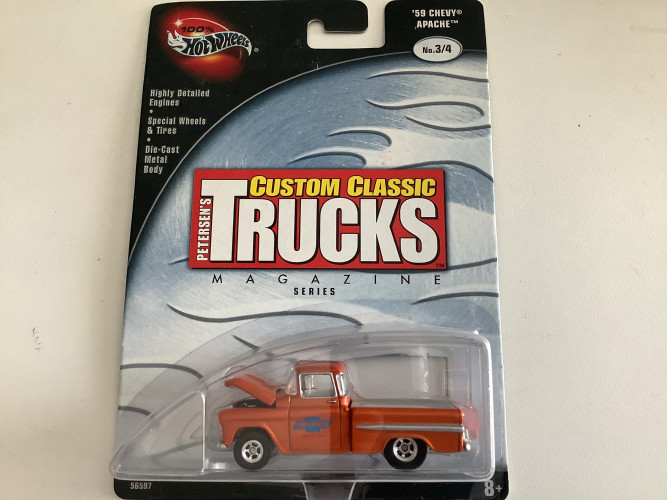 100%
Hot Wheels®
'59 CHEVY®
APACHE™
No.3/4
Highly Detailed
Engines
•
Special Wheels
& Tires
•
Die-Cast
Metal
Body
PETERSEN'S
CUSTOM CLASSIC
TRUCKS™
MAGAZINE
SERIES
56597
8+